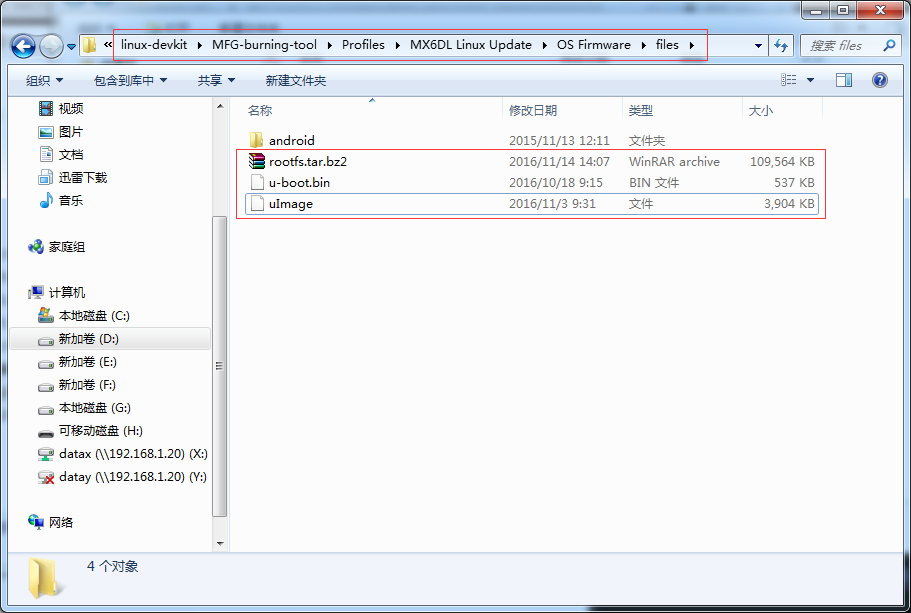 « linux-devkit ▸ MFG-burning-tool ▸ Profiles ▸ MX6DL Linux Update ▸ OS Firmware ▸ files ▸
搜索 files
组织 包含到库中 共享 新建文件夹
视频
图片
文档
迅雷下载
音乐
家庭组
计算机
本地磁盘 (C:)
新加卷 (D:)
新加卷 (E:)
新加卷 (F:)
本地磁盘 (G:)
可移动磁盘 (H:)
datax (\\192.168.1.20) (X:)
datay (\\192.168.1.20) (Y:)
网络
名称 修改日期 类型 大小
android 2015/11/13 12:11 文件夹
rootfs.tar.bz2 2016/11/14 14:07 WinRAR archive 109,564 KB
u-boot.bin 2016/10/18 9:15 BIN 文件 537 KB
uImage 2016/11/3 9:31 文件 3,904 KB
4 个对象